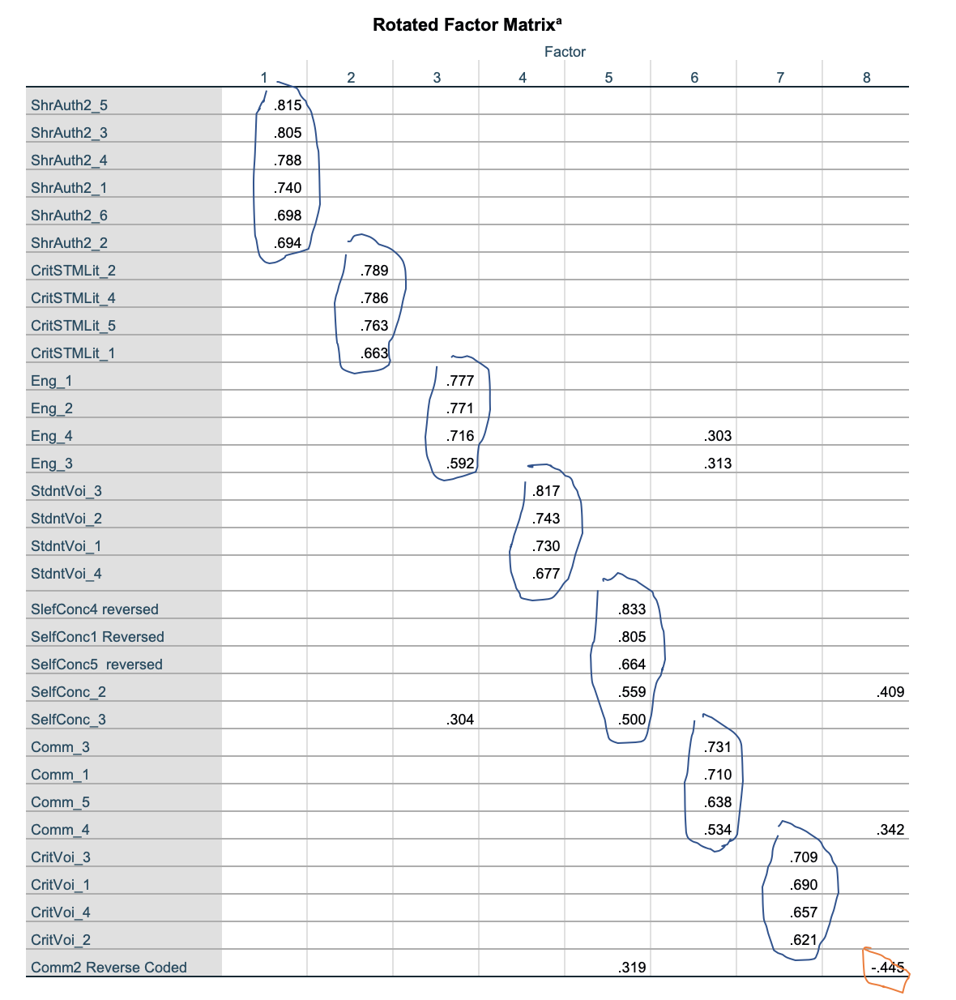 Rotated Factor Matrixᵃ
Factor
1 2 3 4 5 6 7 8
ShrAuth2_5 .815
ShrAuth2_3 .805
ShrAuth2_4 .788
ShrAuth2_1 .740
ShrAuth2_6 .698
ShrAuth2_2 .694
CritSTMLit_2 .789
CritSTMLit_4 .786
CritSTMLit_5 .763
CritSTMLit_1 .663
Eng_1 .777
Eng_2 .771
Eng_4 .716 .303
Eng_3 .592 .313
StdntVoi_3 .817
StdntVoi_2 .743
StdntVoi_1 .730
StdntVoi_4 .677
SlefConc4 reversed .833
SelfConc1 Reversed .805
SelfConc5 reversed .664
SelfConc_2 .559 .409
SelfConc_3 .304 .500
Comm_3 .731
Comm_1 .710
Comm_5 .638
Comm_4 .534 .342
CritVoi_3 .709
CritVoi_1 .690
CritVoi_4 .657
CritVoi_2 .621
Comm2 Reverse Coded .319 -.445